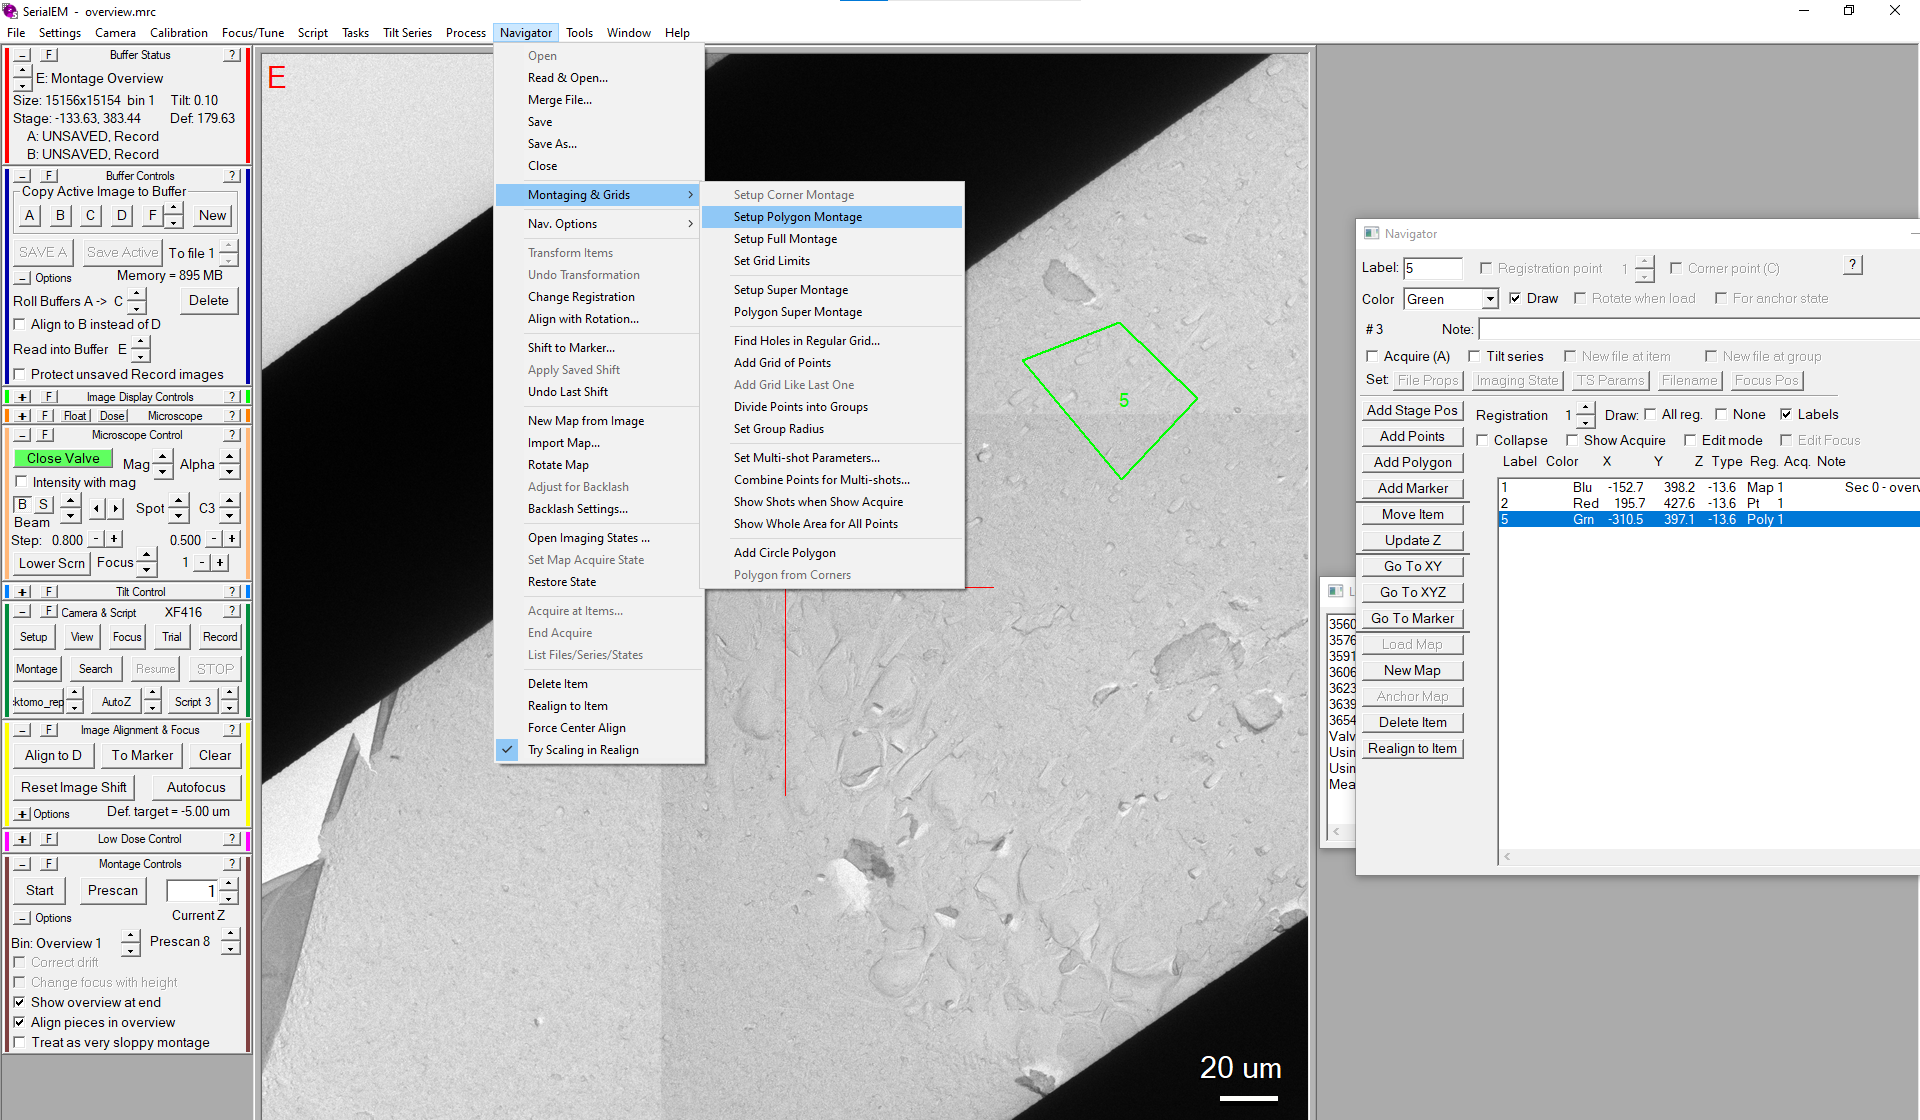 SerialEM - overview.mrc
File Settings Camera Calibration Focus/Tune Script Tasks Tilt Series Process Navigator Tools Window Help
– F Buffer Status ?
E: Montage Overview
Size: 15156x15154 bin 1 Tilt: 0.10
Stage: -133.63, 383.44 Def: 179.63
A: UNSAVED, Record
B: UNSAVED, Record
– F Buffer Controls ?
Copy Active Image to Buffer
A B C D F New
SAVE A Save Active To file 1
– Options Memory = 895 MB
Roll Buffers A -> C Delete
Align to B instead of D
Read into Buffer E
Protect unsaved Record images
+ F Image Display Controls ?
+ F Float Dose Microscope ?
– F Microscope Control ?
Close Valve Mag Alpha
Intensity with mag
B S Spot C3
Beam
Step: 0.800 - + 0.500 - +
Lower Scrn Focus 1 - +
+ F Tilt Control ?
– F Camera & Script XF416 ?
Setup View Focus Trial Record
Montage Search Resume STOP
:ktomo_rep AutoZ Script 3
– F Image Alignment & Focus ?
Align to D To Marker Clear
Reset Image Shift Autofocus
+ Options Def. target = -5.00 um
+ F Low Dose Control ?
– F Montage Controls ?
Start Prescan 1
– Options Current Z
Bin: Overview 1 Prescan 8
Correct drift
Change focus with height
Show overview at end
Align pieces in overview
Treat as very sloppy montage
E
Open
Read & Open...
Merge File...
Save
Save As...
Close
Montaging & Grids
Nav. Options
Transform Items
Undo Transformation
Change Registration
Align with Rotation...
Shift to Marker...
Apply Saved Shift
Undo Last Shift
New Map from Image
Import Map...
Rotate Map
Adjust for Backlash
Backlash Settings...
Open Imaging States ...
Set Map Acquire State
Restore State
Acquire at Items...
End Acquire
List Files/Series/States
Delete Item
Realign to Item
Force Center Align
Try Scaling in Realign
Setup Corner Montage
Setup Polygon Montage
Setup Full Montage
Set Grid Limits
Setup Super Montage
Polygon Super Montage
Find Holes in Regular Grid...
Add Grid of Points
Add Grid Like Last One
Divide Points into Groups
Set Group Radius
Set Multi-shot Parameters...
Combine Points for Multi-shots...
Show Shots when Show Acquire
Show Whole Area for All Points
Add Circle Polygon
Polygon from Corners
5
20 um
L
3560
3576
3591
3606
3623
3639
3654
Valv
Usin
Usin
Mea
Navigator
Label: 5 Registration point 1 Corner point (C) ?
Color Green Draw Rotate when load For anchor state
# 3 Note:
Acquire (A) Tilt series New file at item New file at group
Set: File Props Imaging State TS Params Filename Focus Pos
Add Stage Pos Registration 1 Draw: All reg. None Labels
Add Points Collapse Show Acquire Edit mode Edit Focus
Add Polygon Label Color X Y Z Type Reg. Acq. Note
Add Marker 1 Blu -152.7 398.2 -13.6 Map 1 Sec 0 - overv
2 Red 195.7 427.6 -13.6 Pt 1
Move Item 5 Grn -310.5 397.1 -13.6 Poly 1
Update Z
Go To XY
Go To XYZ
Go To Marker
Load Map
New Map
Anchor Map
Delete Item
Realign to Item